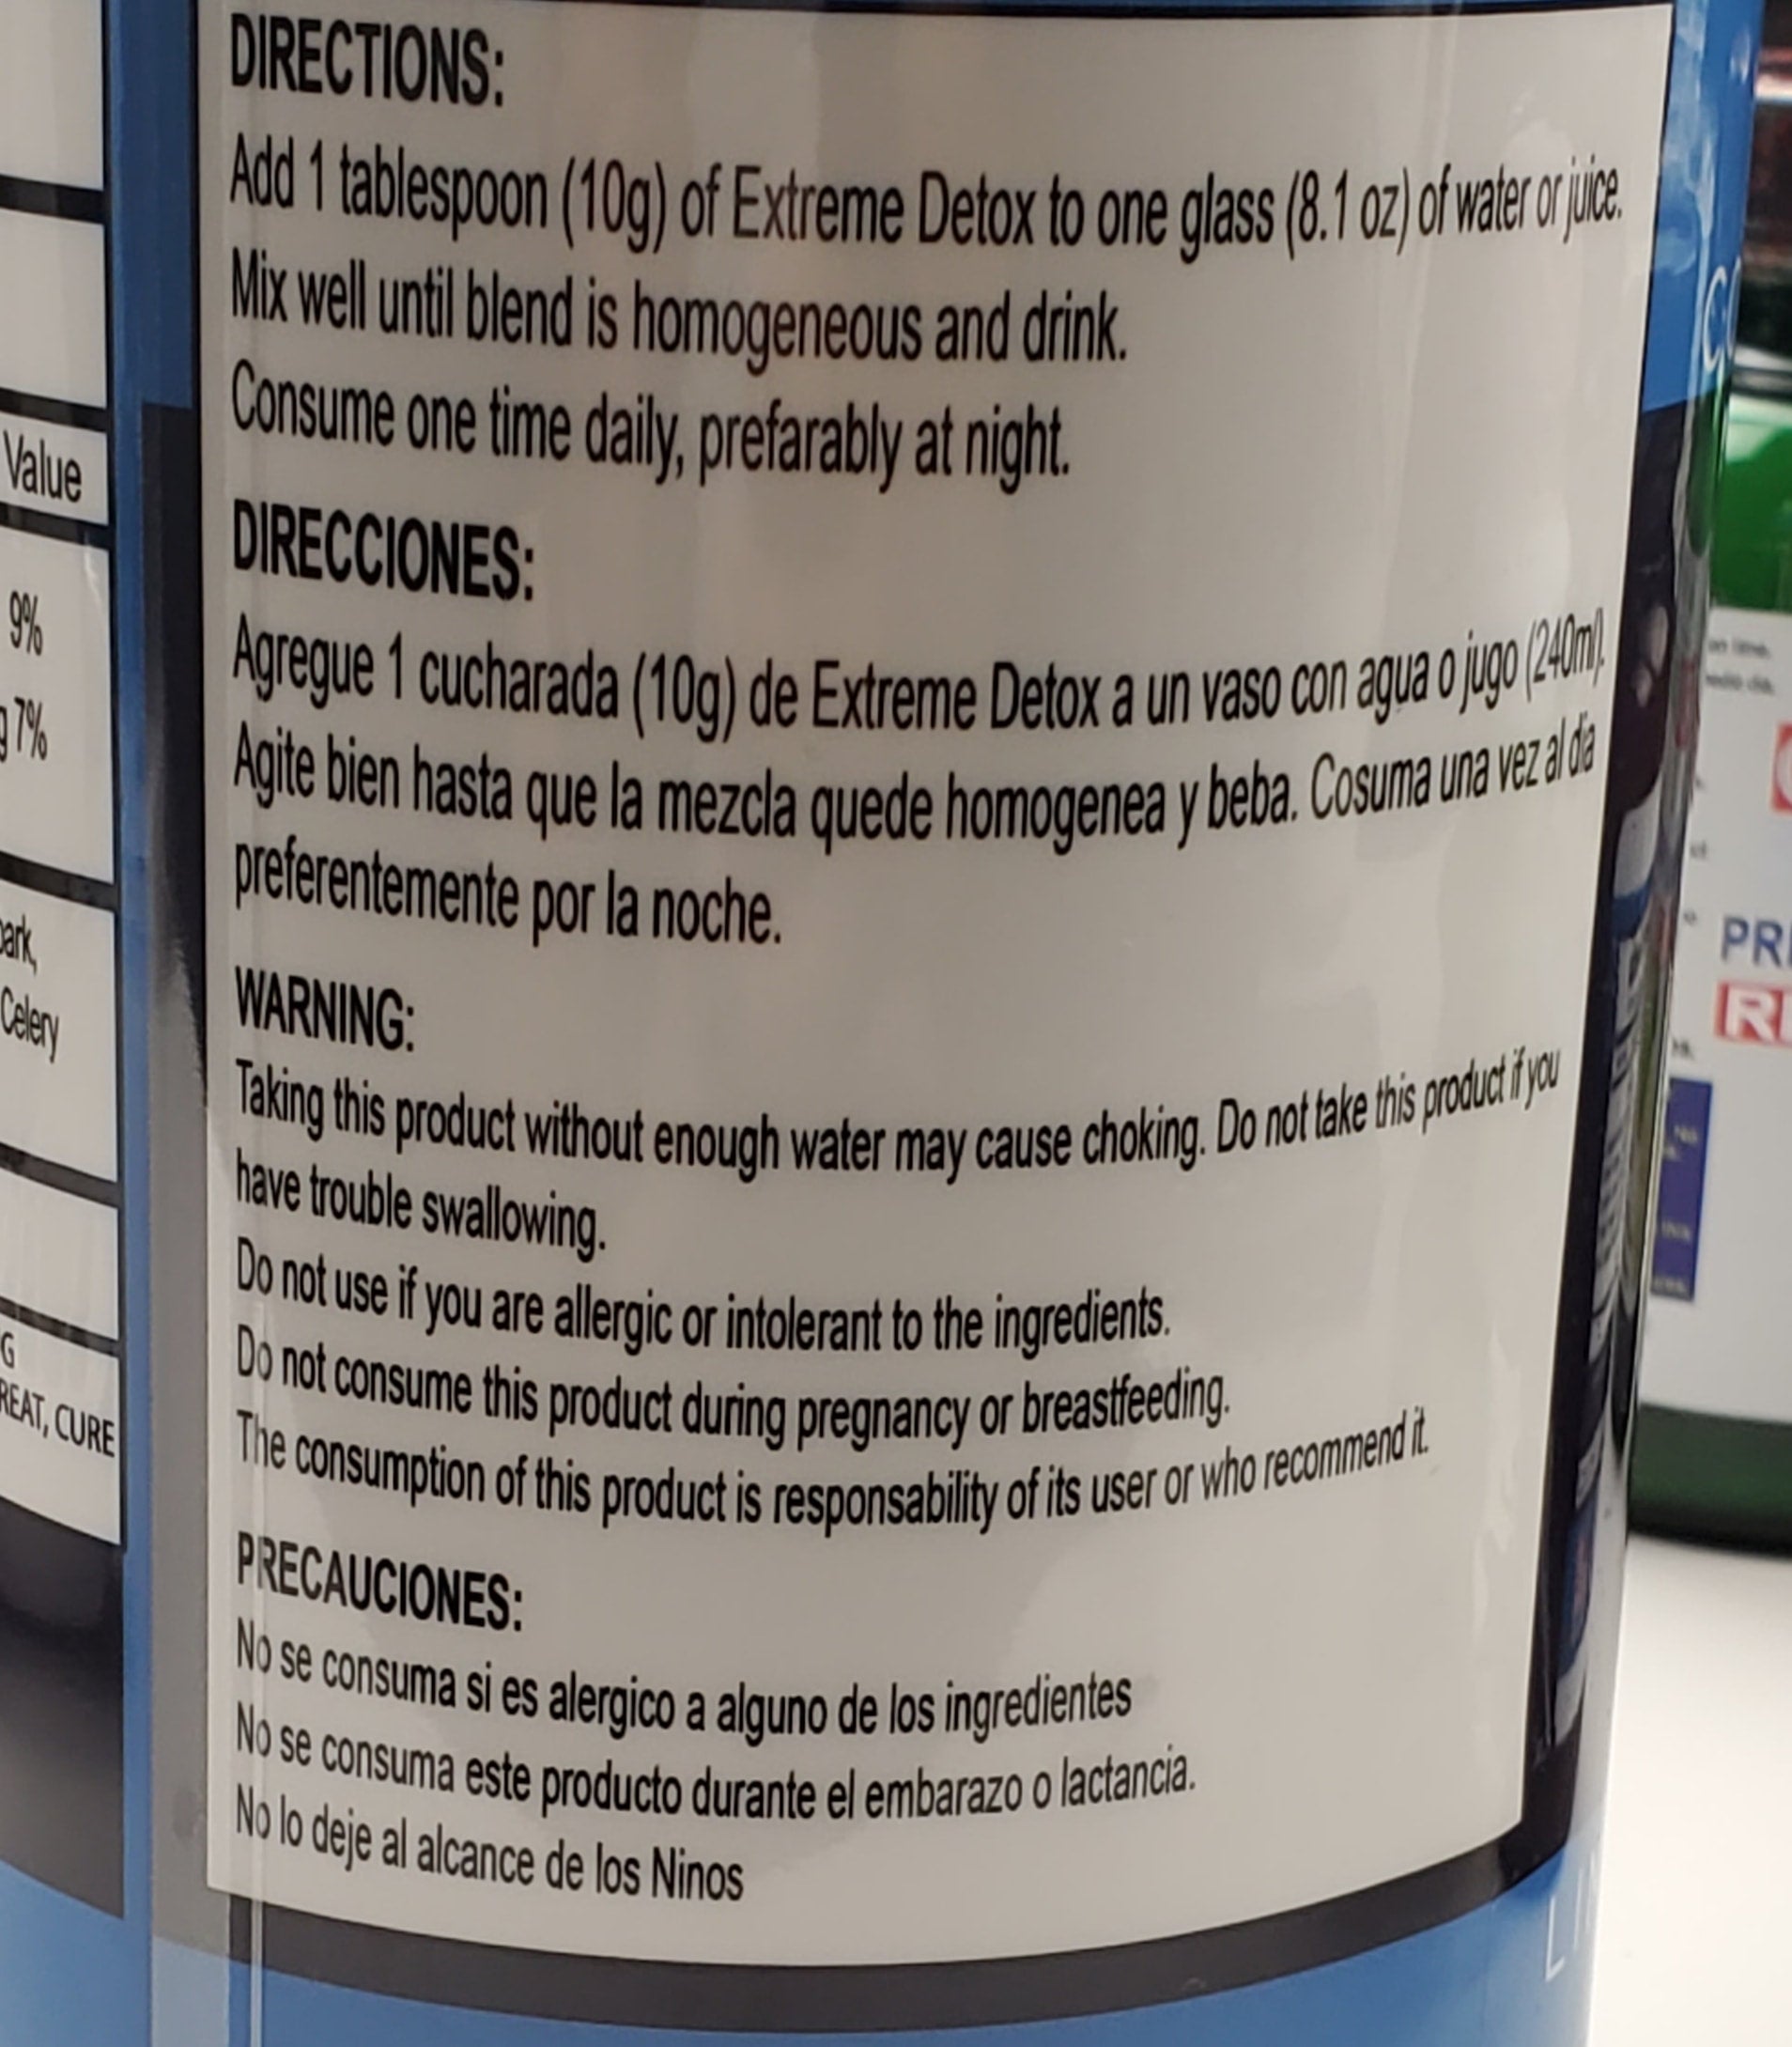 DIRECTIONS:
Add 1 tablespoon (10g) of Extreme Detox to one glass (8.1 oz) of water or juice.
Mix well until blend is homogeneous and drink.
Consume one time daily, prefarably at night.
DIRECCIONES:
Agregue 1 cucharada (10g) de Extreme Detox a un vaso con agua o jugo (240ml).
Agite bien hasta que la mezcla quede homogenea y beba. Cosuma una vez al dia
preferentemente por la noche.
WARNING:
Taking this product without enough water may cause choking. Do not take this product if you
have trouble swallowing.
Do not use if you are allergic or intolerant to the ingredients.
Do not consume this product during pregnancy or breastfeeding.
The consumption of this product is responsability of its user or who recommend it.
PRECAUCIONES:
No se consuma si es alergico a alguno de los ingredientes
No se consuma este producto durante el embarazo o lactancia.
No lo deje al alcance de los Ninos
Value
9%
7%
Celery
CURE